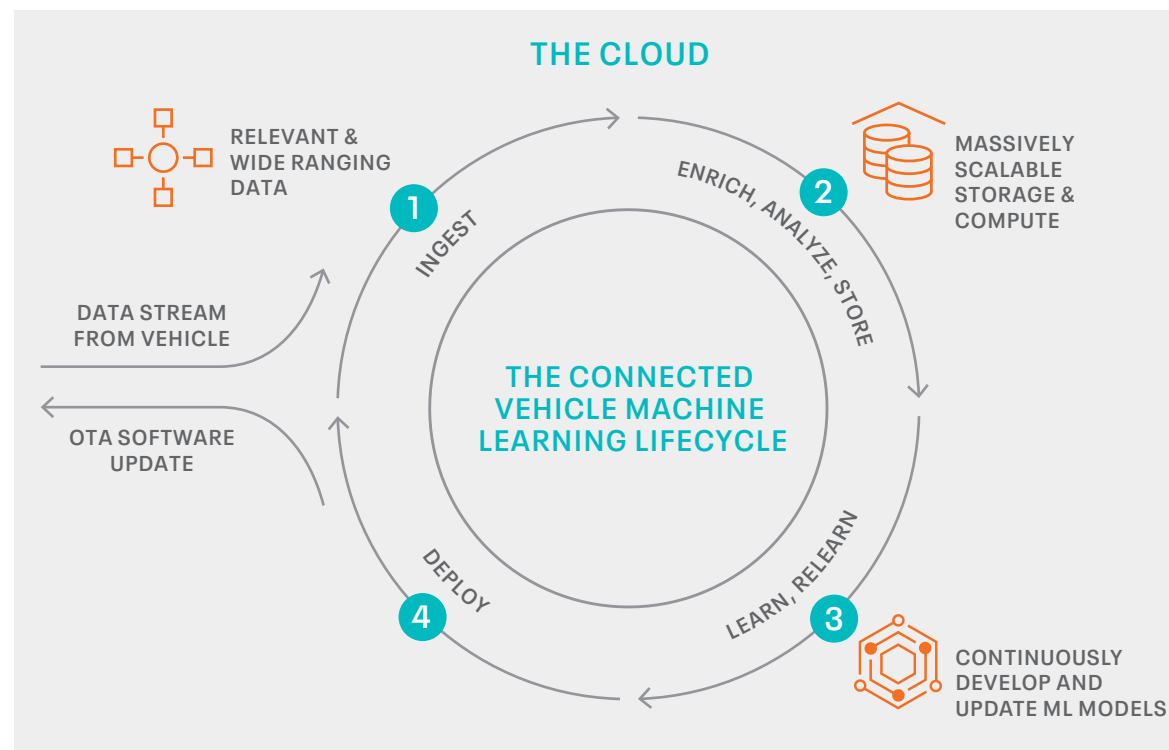 THE CLOUD
RELEVANT &
WIDE RANGING
DATA
1
INGEST
ENRICH, ANALYZE, STORE
2
MASSIVELY
SCALABLE
STORAGE &
COMPUTE
DATA STREAM
FROM VEHICLE
OTA SOFTWARE
UPDATE
THE CONNECTED
VEHICLE MACHINE
LEARNING LIFECYCLE
LEARN, RELEARN
3
CONTINUOUSLY
DEVELOP AND
UPDATE ML MODELS
DEPLOY
4